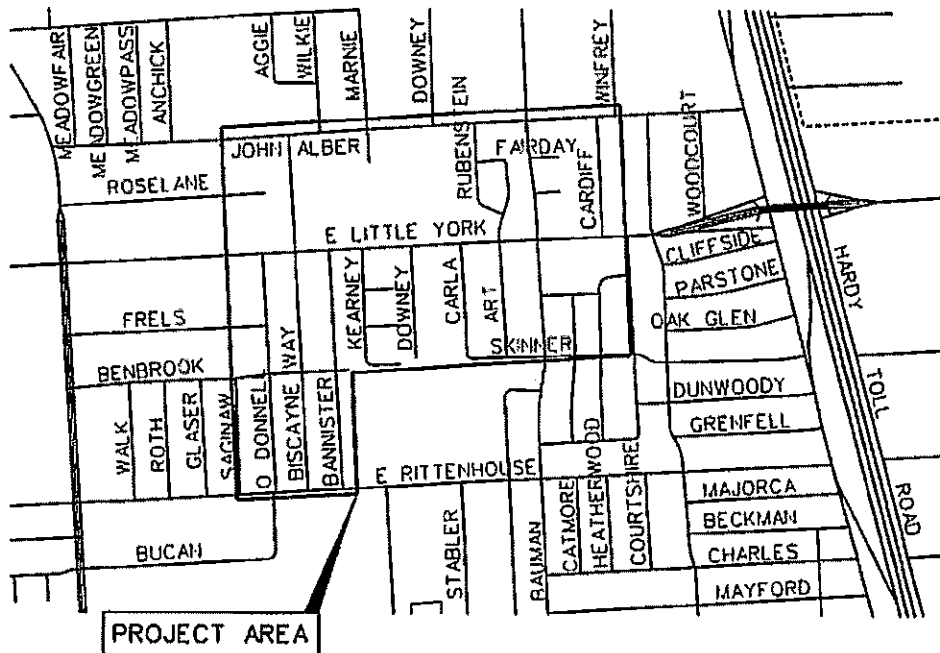 MEADOWFAIR
MEADOWGREEN
MEADOWPASS
ANCHICK
AGGIE
WILKIE
MARNIE
DOWNEY
WINFREY
JOHN ALBER
RUBENSTEIN
FAIRDAY
CARDIFF
WOODCOURT
ROSELANE
E LITTLE YORK
CLIFFSIDE
PARSTONE
OAK GLEN
HARDY
TOLL
ROAD
KEARNEY
DOWNEY
CARLA
ART
FRELS
SKINNER
BENBROOK
WALK
ROTH
GLASER
SAGINAW
O DONNELL
BISCAYNE WAY
BANNISTER
DUNWOODY
GRENFELL
E RITTENHOUSE
MAJORCA
BECKMAN
CHARLES
MAYFORD
STABLER
BAUMAN
CATMORE
HEATHERWOOD
COURTSHIRE
BUCAN
PROJECT AREA